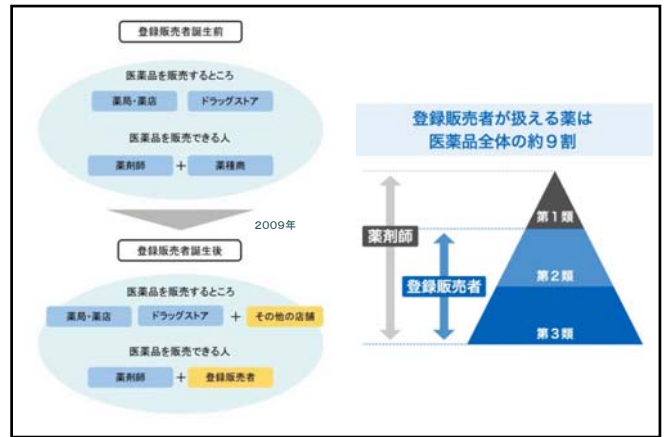 登録販売者誕生前
医薬品を販売するところ
薬局・薬店 ドラッグストア
医薬品を販売できる人
薬剤師 + 薬種商
2009年
登録販売者誕生後
医薬品を販売するところ
薬局・薬店 ドラッグストア + その他の店舗
医薬品を販売できる人
薬剤師 + 登録販売者
登録販売者が扱える薬は
医薬品全体の約9割
第1類
薬剤師
第2類
登録販売者
第3類